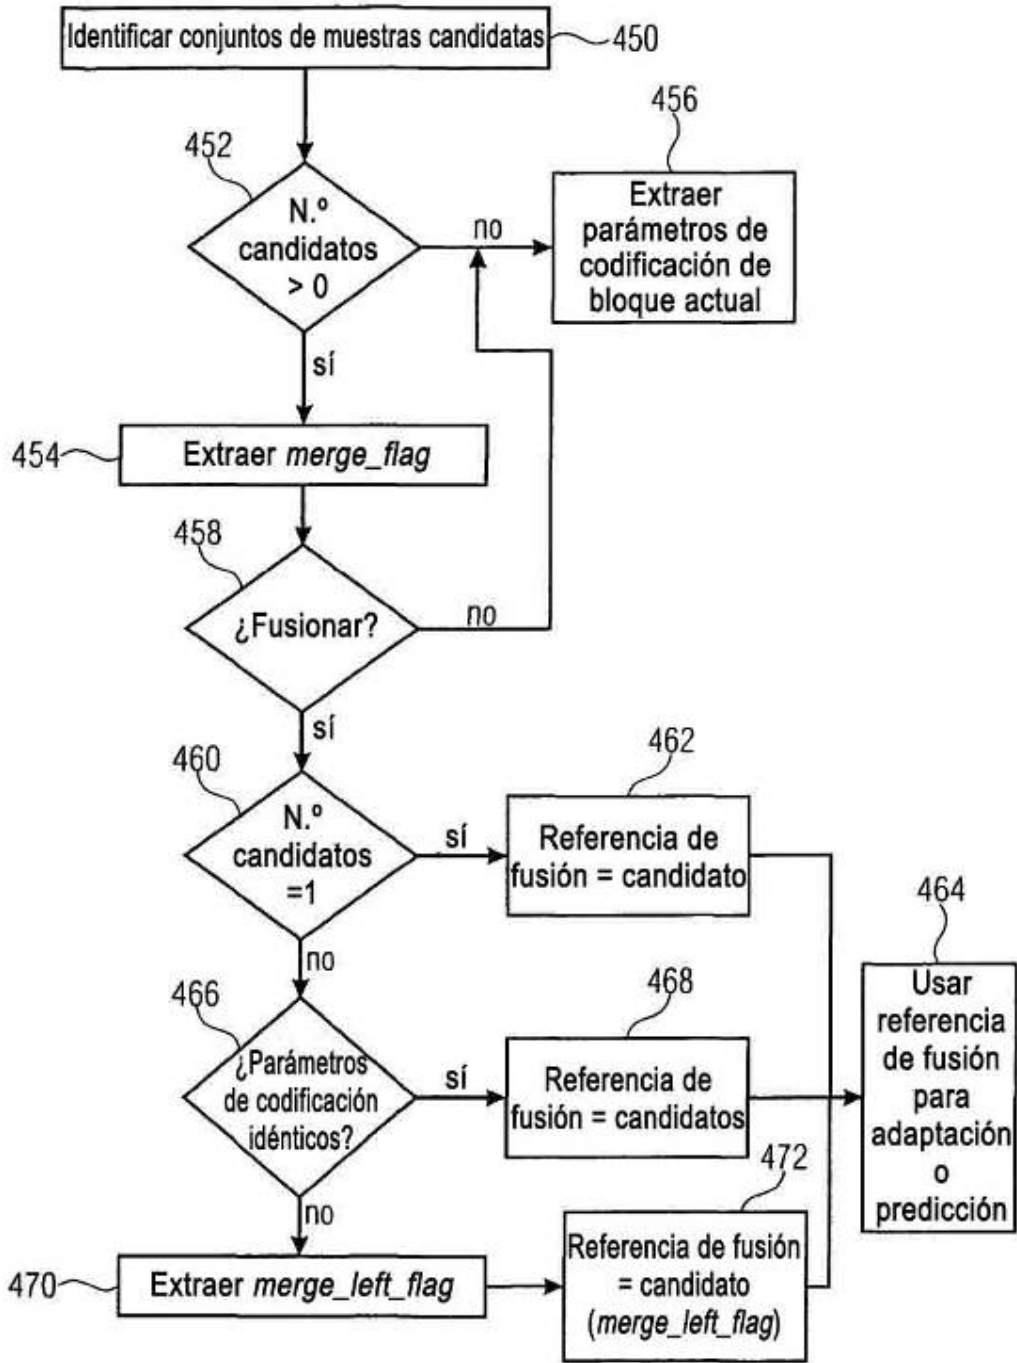 Identificar conjuntos de muestras candidatas
450
452
N.º
candidatos
> 0
no
sí
456
Extraer
parámetros de
codificación de
bloque actual
454
Extraer merge_flag
458
¿Fusionar?
no
sí
460
N.º
candidatos
=1
sí
no
462
Referencia de
fusión = candidato
464
Usar
referencia
de fusión
para
adaptación
o
predicción
466
¿Parámetros
de codificación
idénticos?
sí
no
468
Referencia de
fusión = candidatos
470
Extraer merge_left_flag
472
Referencia de fusión
= candidato
(merge_left_flag)